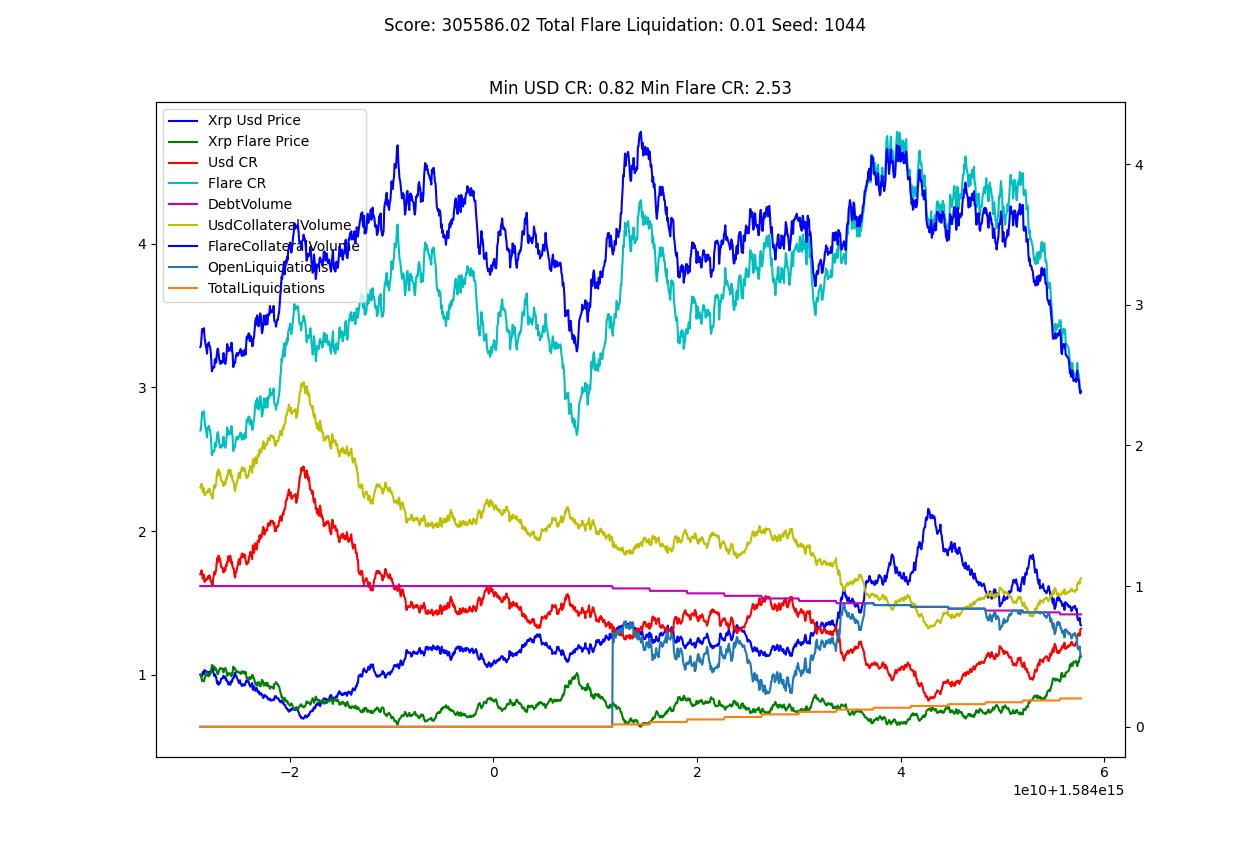 Score: 305586.02 Total Flare Liquidation: 0.01 Seed: 1044
Min USD CR: 0.82 Min Flare CR: 2.53
Xrp Usd Price
Xrp Flare Price
Usd CR
Flare CR
DebtVolume
UsdCollateralVolume
FlareCollateralVolume
OpenLiquidations
TotalLiquidations
4
3
2
1
4
3
2
1
0
−2
0
2
4
6
1e10+1.584e15